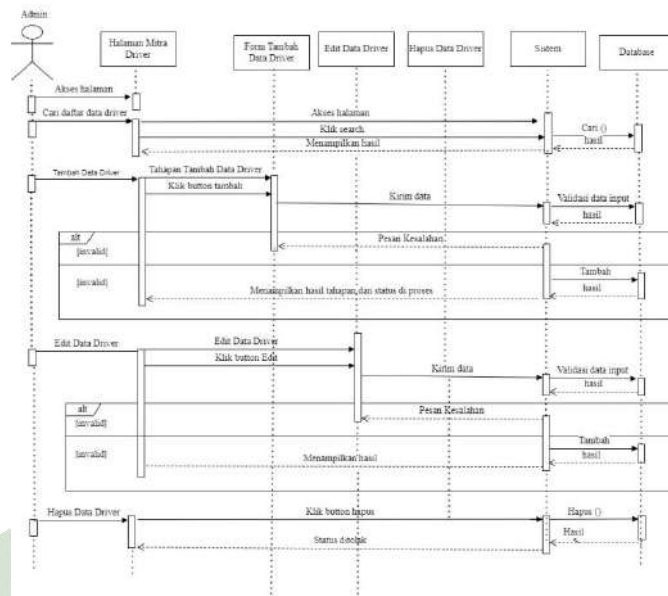 Admin
Halaman Mitra
Driver
Form Tambah
Data Driver
Edit Data Driver
Hapus Data Driver
Sistem
Database
Akses halaman
Cari daftar data driver
Akses halaman
Klik search
Cari ()
hasil
Menampilkan hasil
Tambah Data Driver
Tahapan Tambah Data Driver
Klik button tambah
Kirim data
Validasi data input
hasil
alt
[invalid]
Pesan Kesalahan
[invalid]
Tambah
hasil
Menampilkan hasil tahapan dan status di proses
Edit Data Driver
Edit Data Driver
Klik button Edit
Kirim data
Validasi data input
hasil
alt
[invalid]
Pesan Kesalahan
[invalid]
Tambah
hasil
Menampilkan hasil
Hapus Data Driver
Klik button hapus
Hapus ()
Hasil
Status ditolak